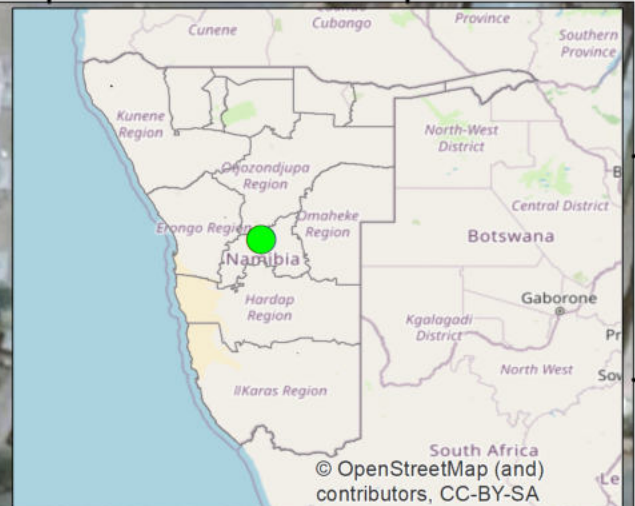 Cunene
Cubango
Province
Southern
Province
Kunene
Region
North-West
District
Otjozondjupa
Region
Central District
Erongo Region
Omaheke
Region
Botswana
Namibia
Hardap
Region
Gaborone
Kgalagadi
District
North West
IIKaras Region
South Africa
© OpenStreetMap (and)
contributors, CC-BY-SA